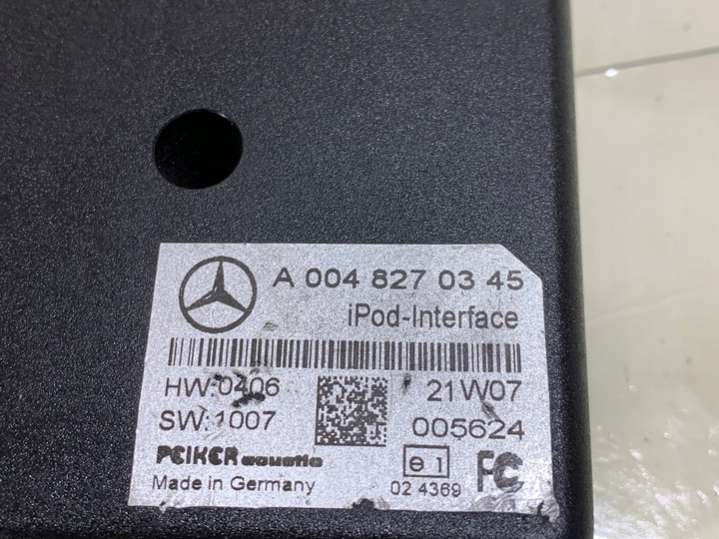 A 004 827 03 45
iPod-Interface
HW:0406 21W07
SW:1007 005624
PEIKER acustic
e1
Made in Germany 02 4369 FC